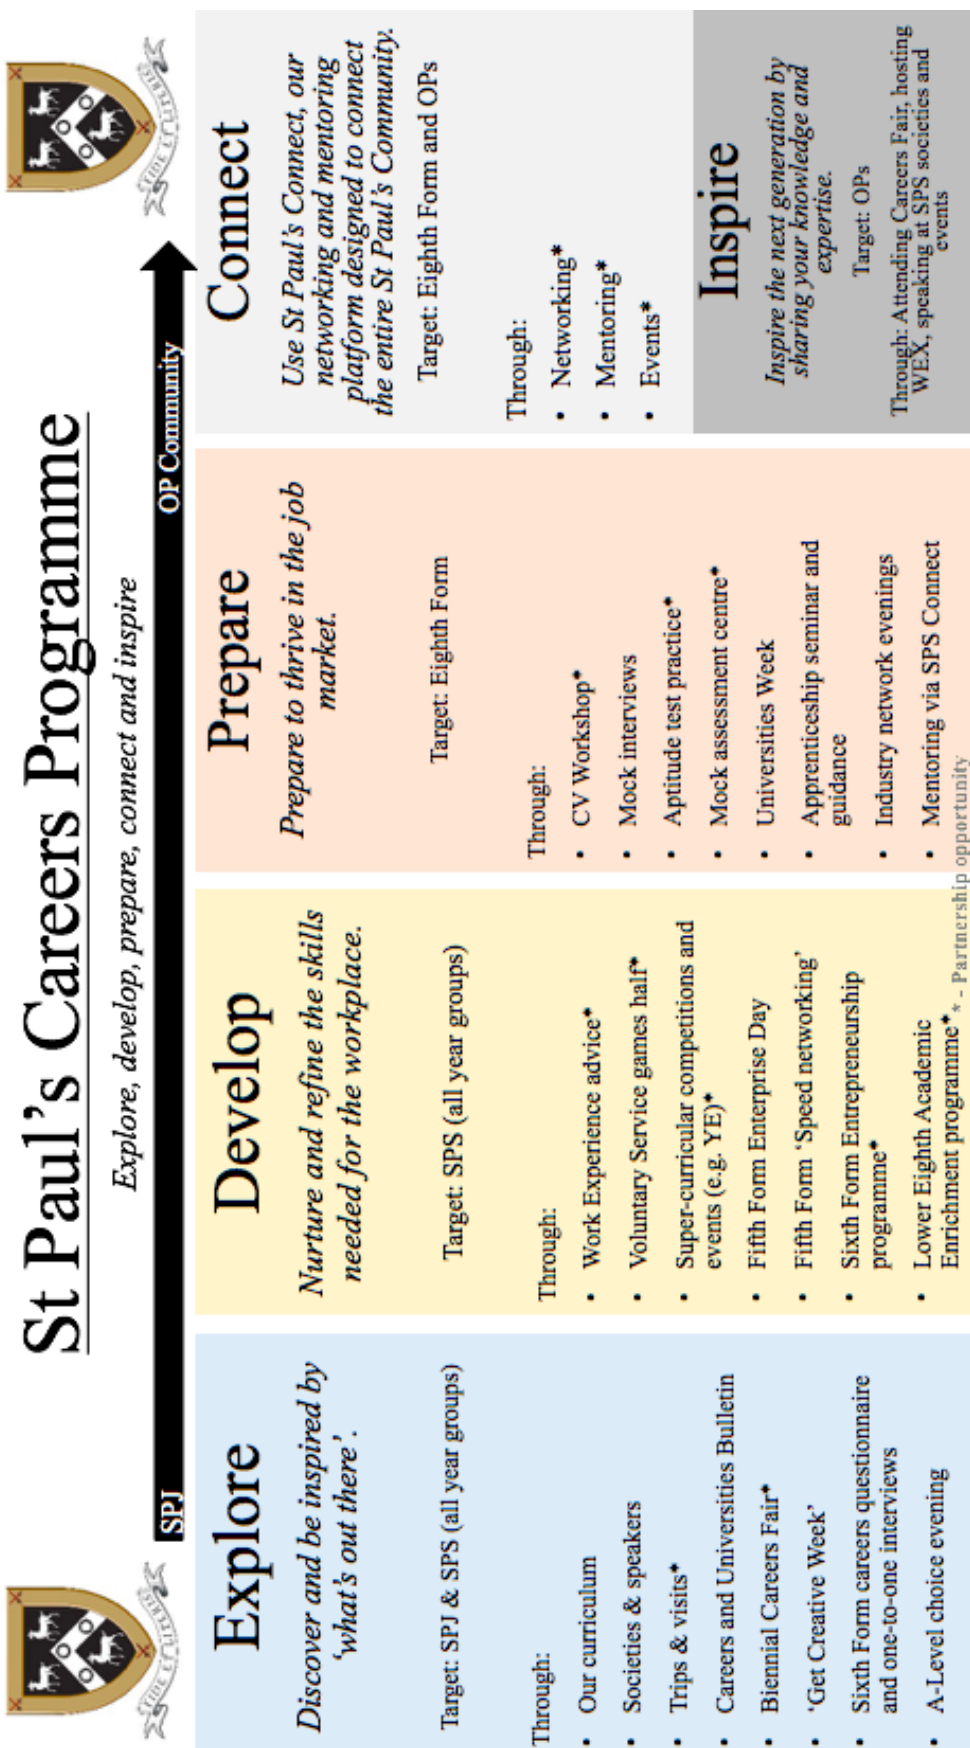 St Paul's Careers Programme
Explore, develop, prepare, connect and inspire
SPJ
OP Community
Explore
Discover and be inspired by
'what's out there'.
Target: SPJ & SPS (all year groups)
Through:
• Our curriculum
• Societies & speakers
• Trips & visits*
• Careers and Universities Bulletin
• Biennial Careers Fair*
• 'Get Creative Week'
• Sixth Form careers questionnaire
and one-to-one interviews
• A-Level choice evening
Develop
Nurture and refine the skills
needed for the workplace.
Target: SPS (all year groups)
Through:
• Work Experience advice*
• Voluntary Service games half*
• Super-curricular competitions and
events (e.g. YE)*
• Fifth Form Enterprise Day
• Fifth Form 'Speed networking'
• Sixth Form Entrepreneurship
programme*
• Lower Eighth Academic
Enrichment programme*
Prepare
Prepare to thrive in the job
market.
Target: Eighth Form
Through:
• CV Workshop*
• Mock interviews
• Aptitude test practice*
• Mock assessment centre*
• Universities Week
• Apprenticeship seminar and
guidance
• Industry network evenings
• Mentoring via SPS Connect
Connect
Use St Paul's Connect, our
networking and mentoring
platform designed to connect
the entire St Paul's Community.
Target: Eighth Form and OPs
Through:
• Networking*
• Mentoring*
• Events*
Inspire
Inspire the next generation by
sharing your knowledge and
expertise.
Target: OPs
Through: Attending Careers Fair, hosting
WEX, speaking at SPS societies and
events
* - Partnership opportunity